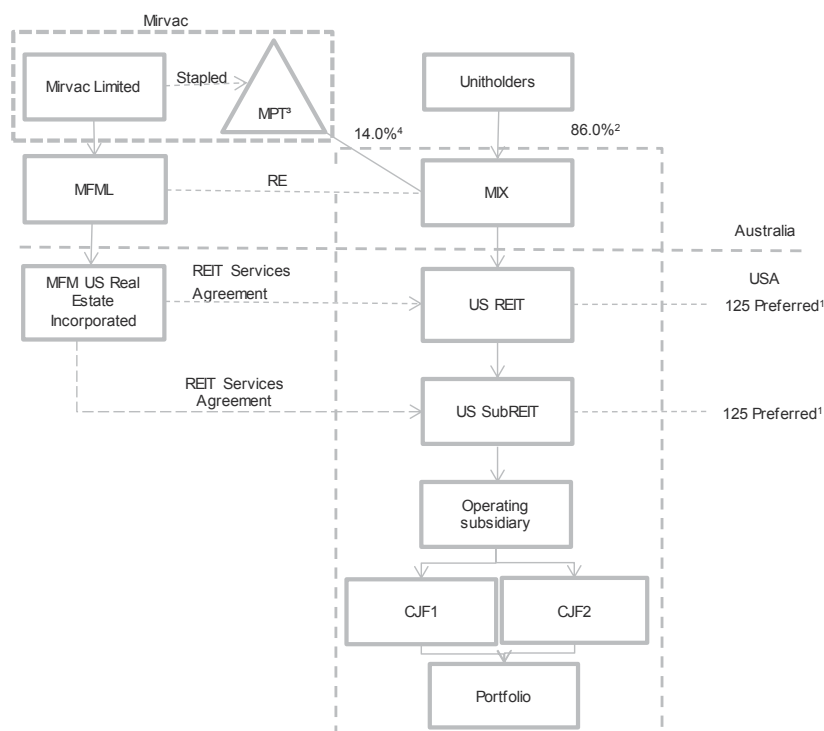 Mirvac
Mirvac Limited
Stapled
MPT³
Unitholders
14.0%⁴
86.0%²
MFML
RE
MIX
Australia
MFM US Real
Estate
Incorporated
REIT Services
Agreement
US REIT
USA
125 Preferred¹
REIT Services
Agreement
US SubREIT
125 Preferred¹
Operating
subsidiary
CJF1
CJF2
Portfolio